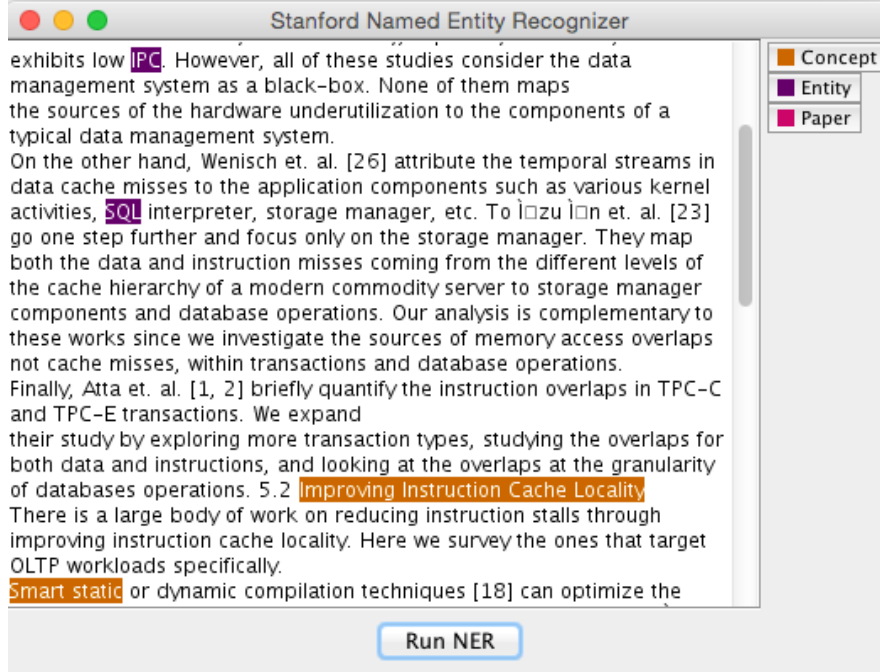 Stanford Named Entity Recognizer
exhibits low IPC. However, all of these studies consider the data
management system as a black-box. None of them maps
the sources of the hardware underutilization to the components of a
typical data management system.
On the other hand, Wenisch et. al. [26] attribute the temporal streams in
data cache misses to the application components such as various kernel
activities, SQL interpreter, storage manager, etc. To Ì□zu Ì□n et. al. [23]
go one step further and focus only on the storage manager. They map
both the data and instruction misses coming from the different levels of
the cache hierarchy of a modern commodity server to storage manager
components and database operations. Our analysis is complementary to
these works since we investigate the sources of memory access overlaps
not cache misses, within transactions and database operations.
Finally, Atta et. al. [1, 2] briefly quantify the instruction overlaps in TPC-C
and TPC-E transactions. We expand
their study by exploring more transaction types, studying the overlaps for
both data and instructions, and looking at the overlaps at the granularity
of databases operations. 5.2 Improving Instruction Cache Locality
There is a large body of work on reducing instruction stalls through
improving instruction cache locality. Here we survey the ones that target
OLTP workloads specifically.
Smart static or dynamic compilation techniques [18] can optimize the
Concept
Entity
Paper
Run NER